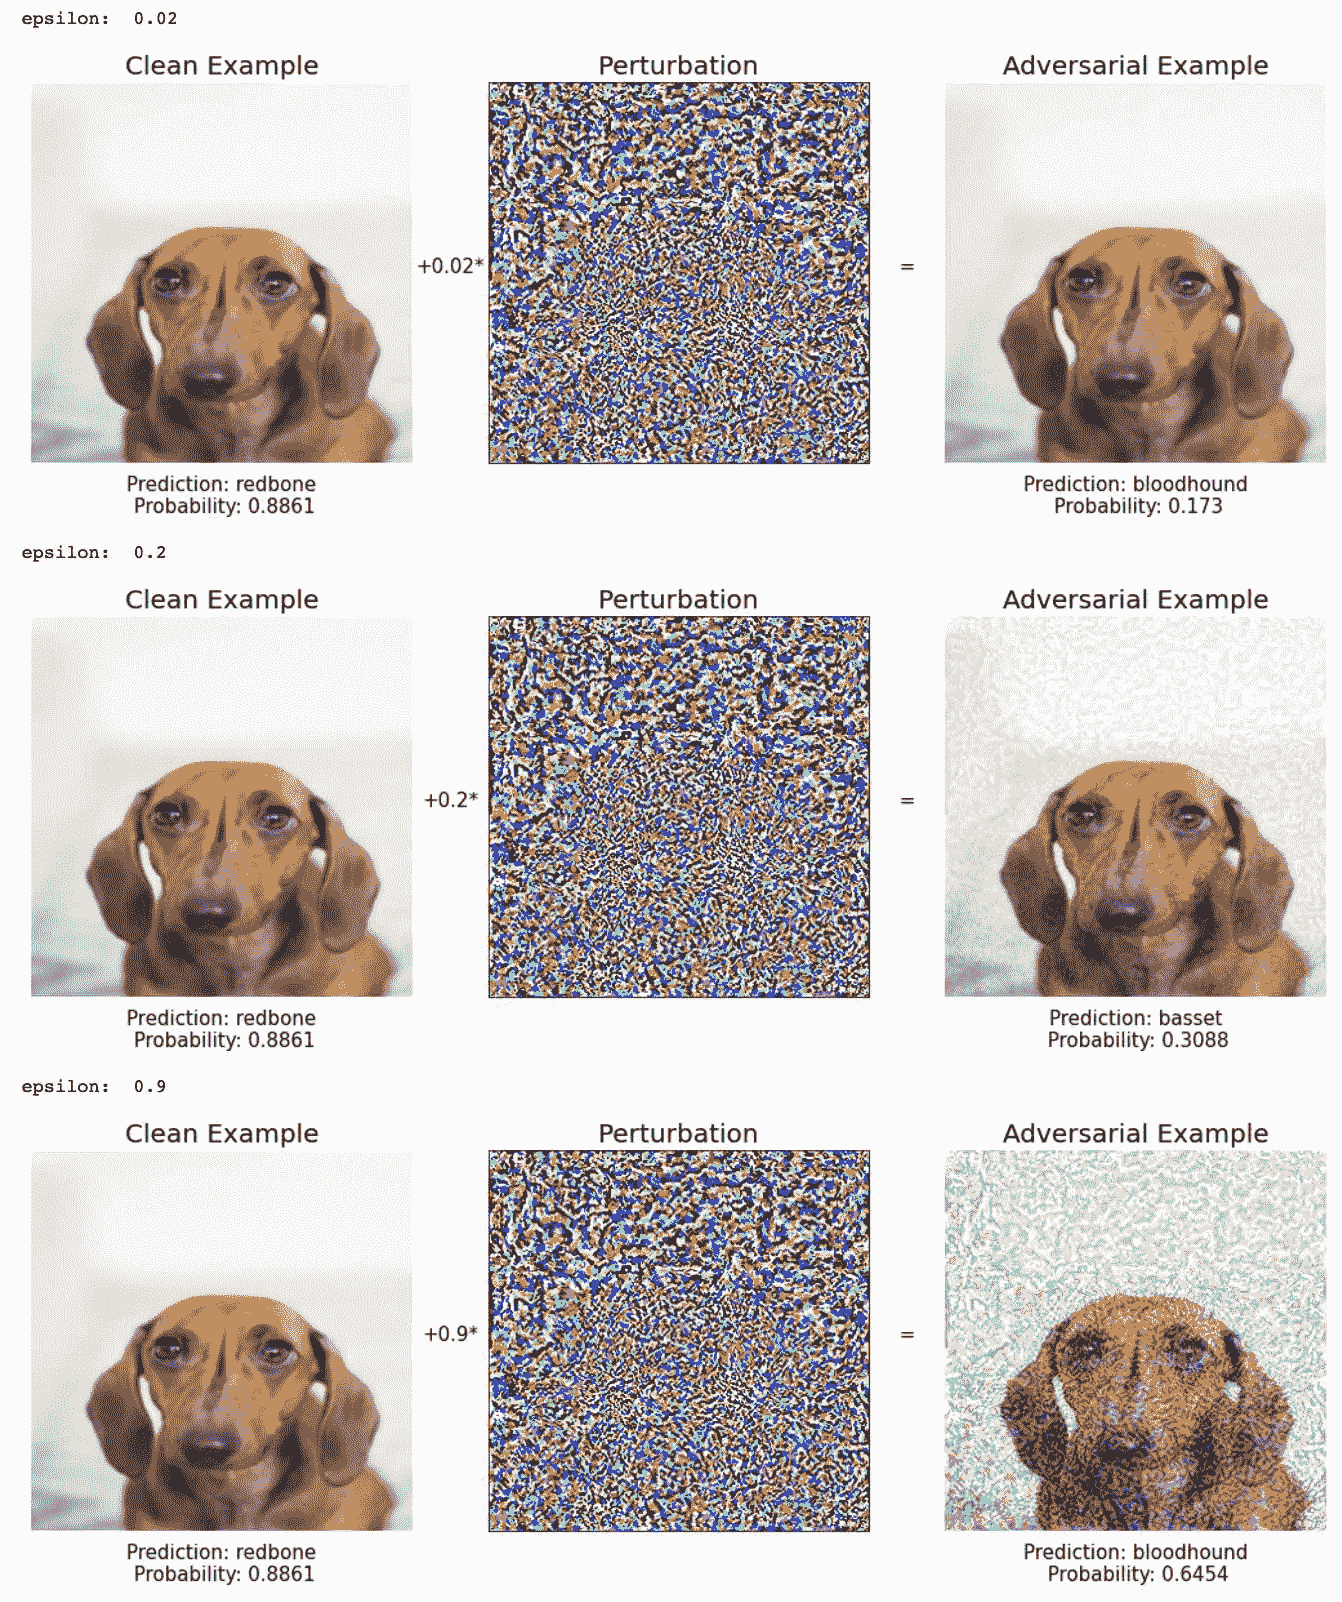 epsilon:  0.02
Clean Example
Perturbation
Adversarial Example
+0.02*
=
Prediction: redbone
Probability: 0.8861
Prediction: bloodhound
Probability: 0.173
epsilon:  0.2
Clean Example
Perturbation
Adversarial Example
+0.2*
=
Prediction: redbone
Probability: 0.8861
Prediction: basset
Probability: 0.3088
epsilon:  0.9
Clean Example
Perturbation
Adversarial Example
+0.9*
=
Prediction: redbone
Probability: 0.8861
Prediction: bloodhound
Probability: 0.6454